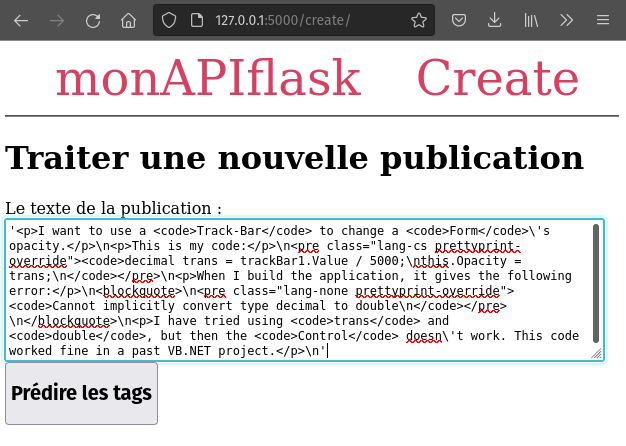 127.0.0.1:5000/create/
monAPIflask Create
Traiter une nouvelle publication
Le texte de la publication :
'<p>I want to use a <code>Track-Bar</code> to change a <code>Form</code>\'s
opacity.</p>\n<p>This is my code:</p>\n<pre class="lang-cs prettyprint-
override"><code>decimal trans = trackBar1.Value / 5000;\nthis.Opacity =
trans;\n</code></pre>\n<p>When I build the application, it gives the following
error:</p>\n<blockquote>\n<pre class="lang-none prettyprint-override">
<code>Cannot implicitly convert type decimal to double\n</code></pre>
\n</blockquote>\n<p>I have tried using <code>trans</code> and
<code>double</code>, but then the <code>Control</code> doesn\'t work. This code
worked fine in a past VB.NET project.</p>\n'
Prédire les tags